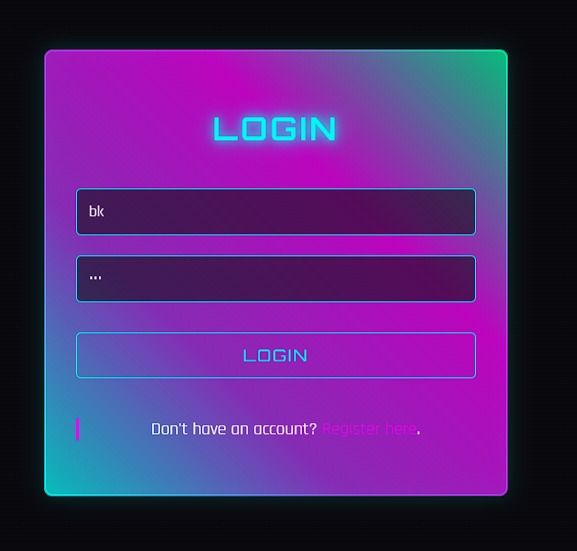 LOGIN
bk
•••
LOGIN
Don't have an account? Register here.